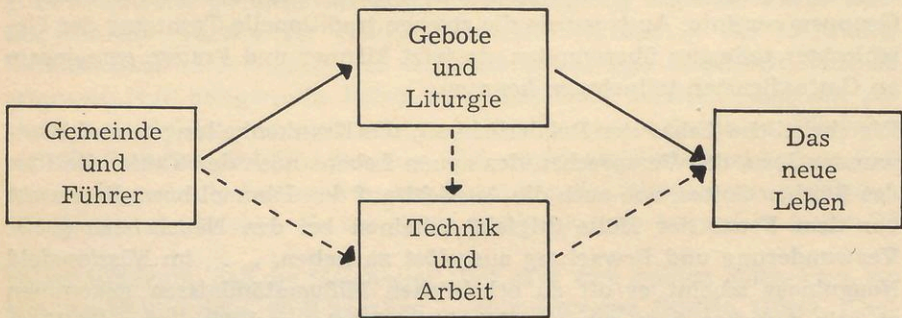 Gebote
und
Liturgie
Gemeinde
und
Führer
Das
neue
Leben
Technik
und
Arbeit